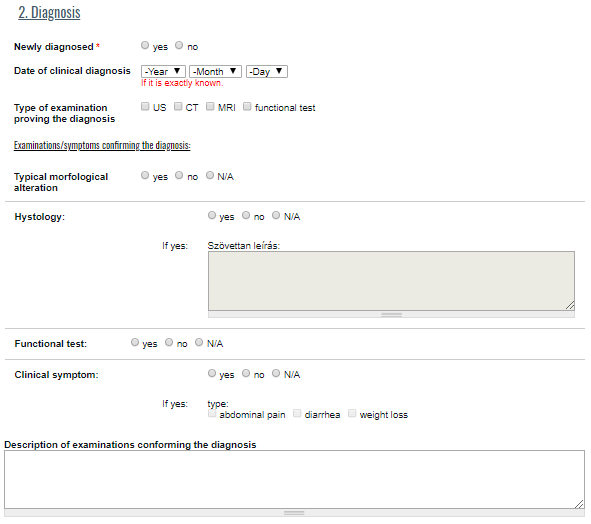 2. Diagnosis
Newly diagnosed * yes no
Date of clinical diagnosis -Year -Month -Day
If it is exactly known.
Type of examination US CT MRI functional test
proving the diagnosis
Examinations/symptoms confirming the diagnosis:
Typical morfological yes no N/A
alteration
Hystology: yes no N/A
If yes: Szövettan leírás:
Functional test: yes no N/A
Clinical symptom: yes no N/A
If yes: type:
abdominal pain diarrhea weight loss
Description of examinations conforming the diagnosis